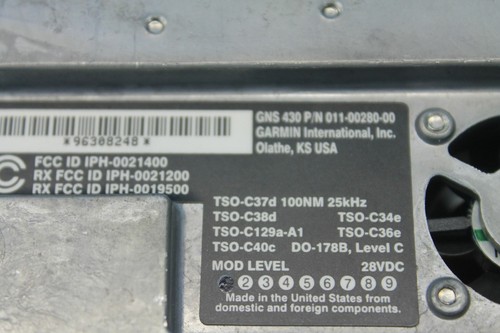 GNS 430 P/N 011-00280-00
GARMIN International, Inc.
Olathe, KS USA
*96308248*
FCC ID IPH-0021400
RX FCC ID IPH-0021200
RX FCC ID IPH-0019500
TSO-C37d 100NM 25kHz
TSO-C38d TSO-C34e
TSO-C129a-A1 TSO-C36e
TSO-C40c DO-178B, Level C
MOD LEVEL 28VDC
2 3 4 5 6 7 8 9
Made in the United States from
domestic and foreign components.